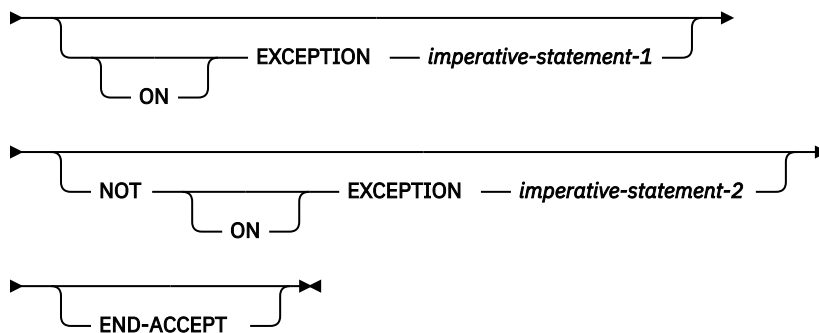 EXCEPTION imperative-statement-1
ON
NOT EXCEPTION imperative-statement-2
ON
END-ACCEPT